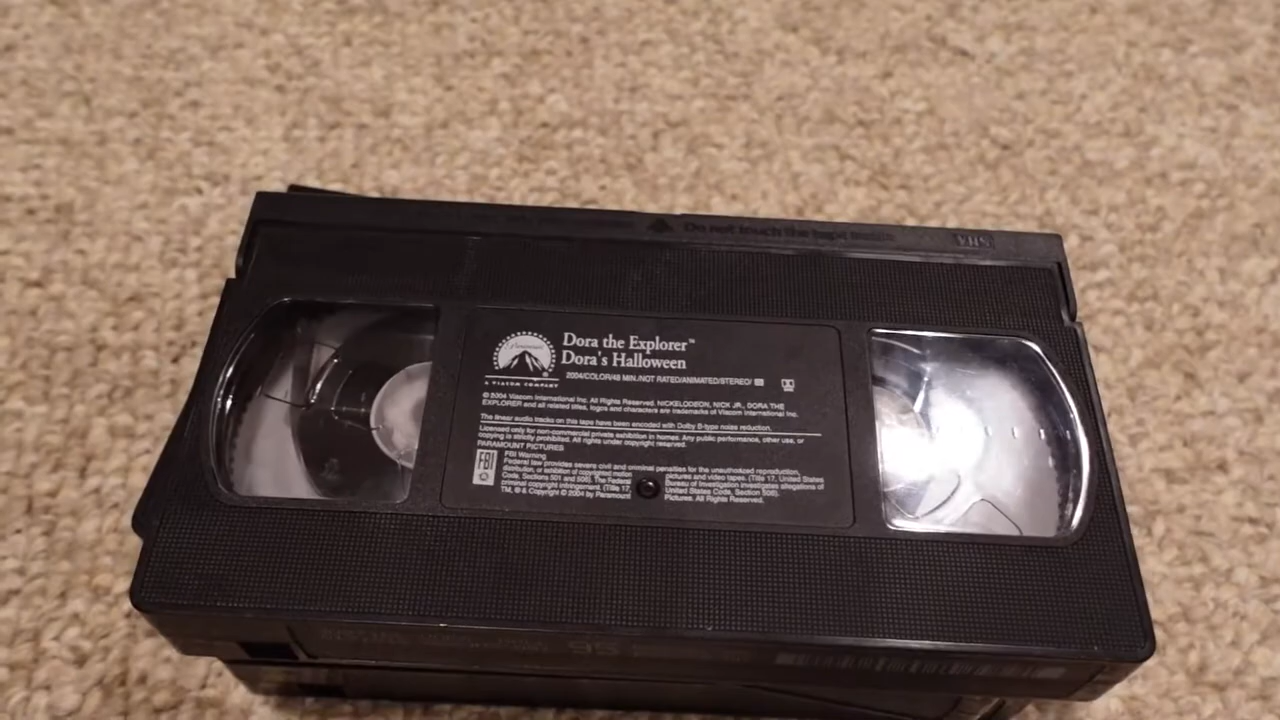 Do not touch the tape inside
VHS
Paramount
A VIACOM COMPANY
Dora the Explorer™
Dora's Halloween
2004/COLOR/48 MIN./NOT RATED/ANIMATED/STEREO/
© 2004 Viacom International Inc. All Rights Reserved. NICKELODEON, NICK JR., DORA THE
EXPLORER and all related titles, logos and characters are trademarks of Viacom International Inc.
The linear audio tracks on this tape have been encoded with Dolby B-type noise reduction.
Licensed only for non-commercial private exhibition in homes. Any public performance, other use, or
copying is strictly prohibited. All rights under copyright reserved.
PARAMOUNT PICTURES
FBI
FBI Warning
Federal law provides severe civil and criminal penalties for the unauthorized reproduction,
distribution, or exhibition of copyrighted motion
Code, Sections 501 and 506). The Federal
criminal copyright infringement. (Title 17,
TM, ® & Copyright © 2004 by Paramount
pictures and video tapes. (Title 17, United States
Bureau of Investigation investigates allegations of
United States Code, Section 506).
Pictures. All Rights Reserved.